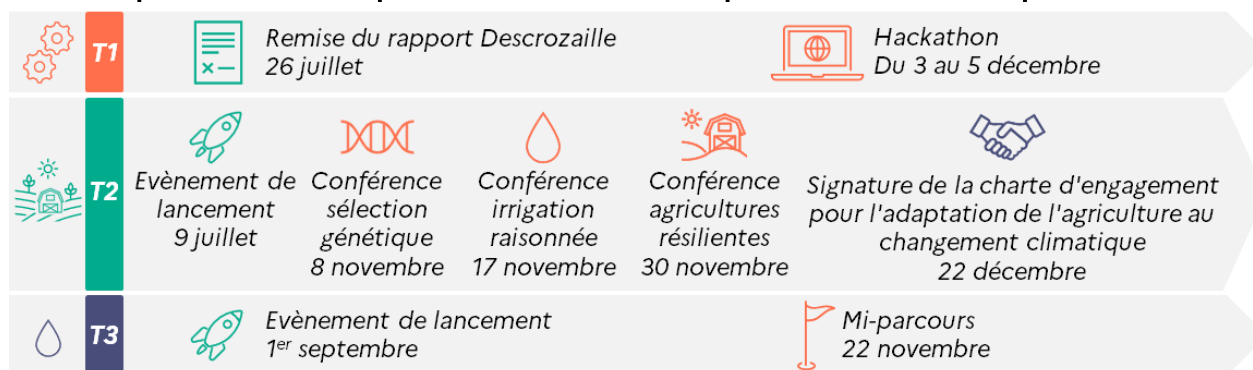 T1
Remise du rapport Descrozaille
26 juillet
Hackathon
Du 3 au 5 décembre
T2
Evènement de
lancement
9 juillet
Conférence
sélection
génétique
8 novembre
Conférence
irrigation
raisonnée
17 novembre
Conférence
agricultures
résilientes
30 novembre
Signature de la charte d'engagement
pour l'adaptation de l'agriculture au
changement climatique
22 décembre
T3
Evènement de lancement
1er septembre
Mi-parcours
22 novembre